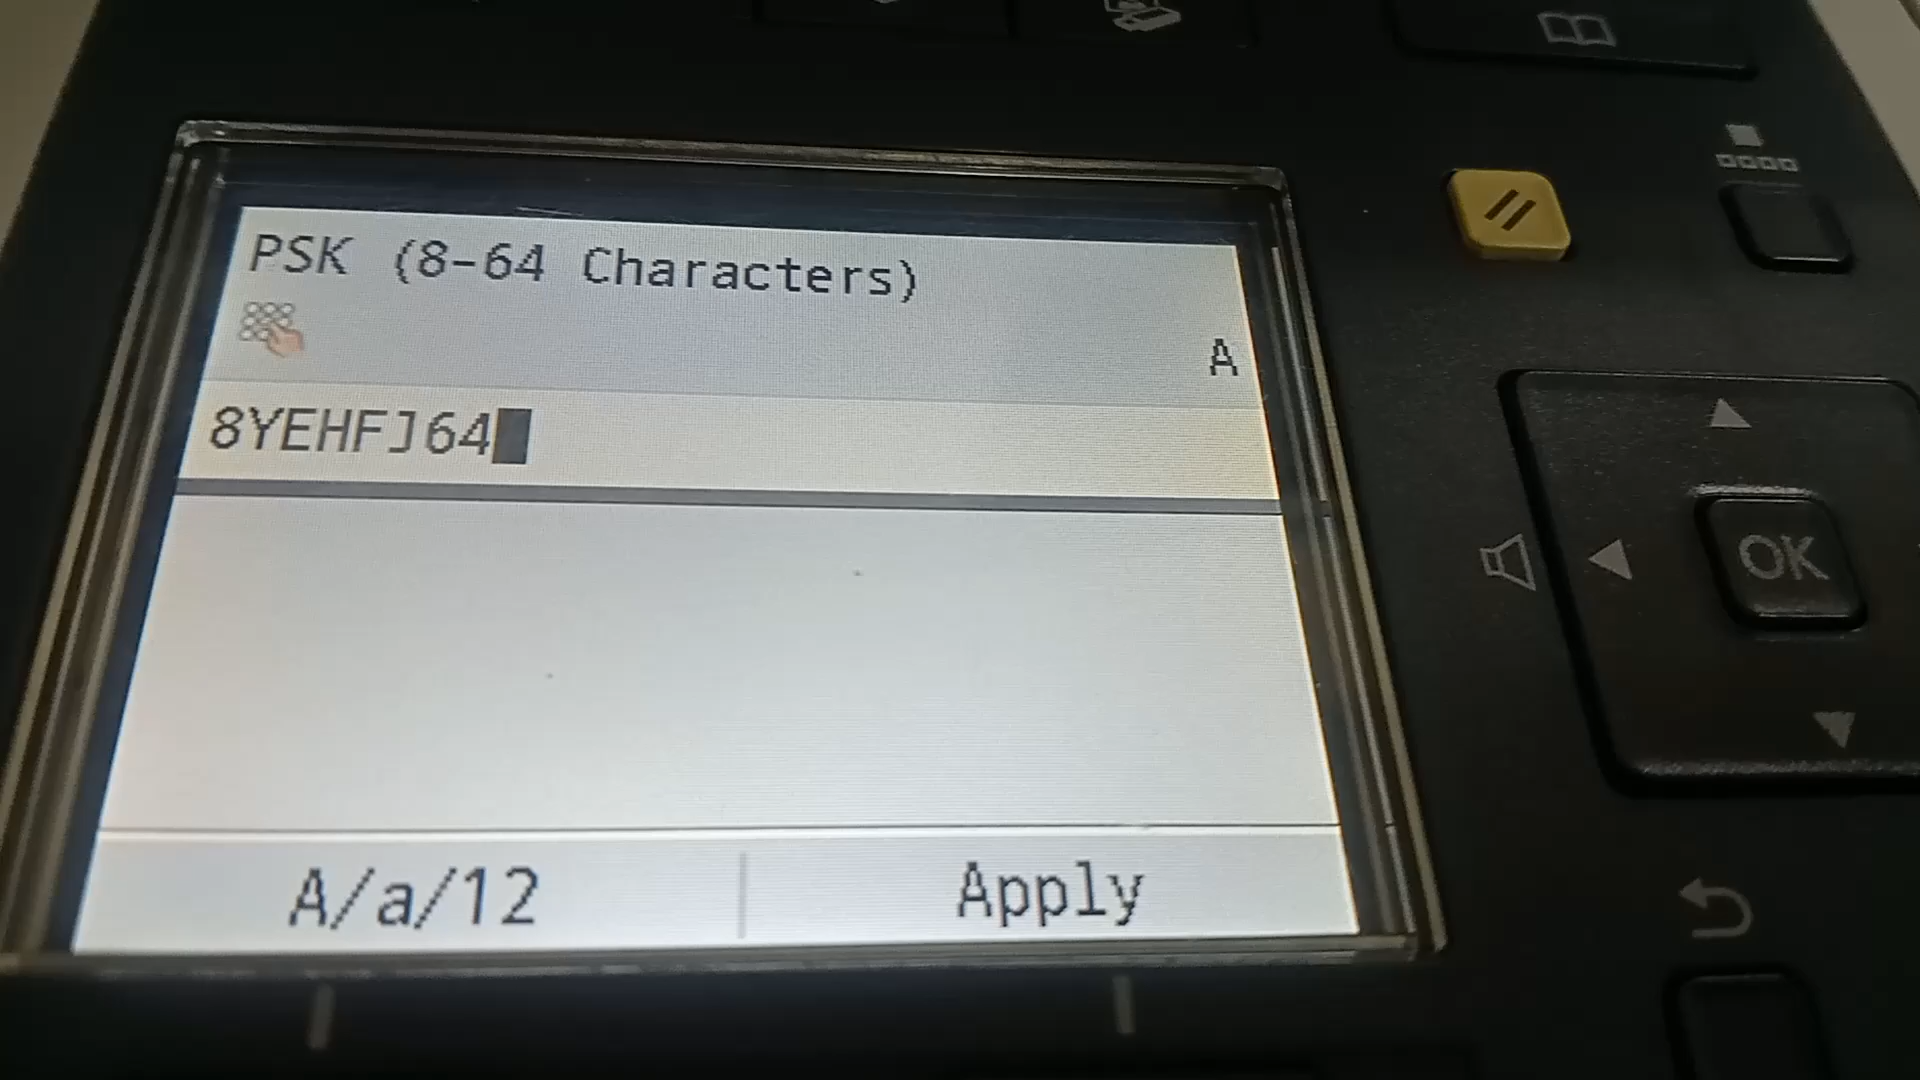 PSK (8-64 Characters)
A
8YEHFJ64
A/a/12
Apply
OK